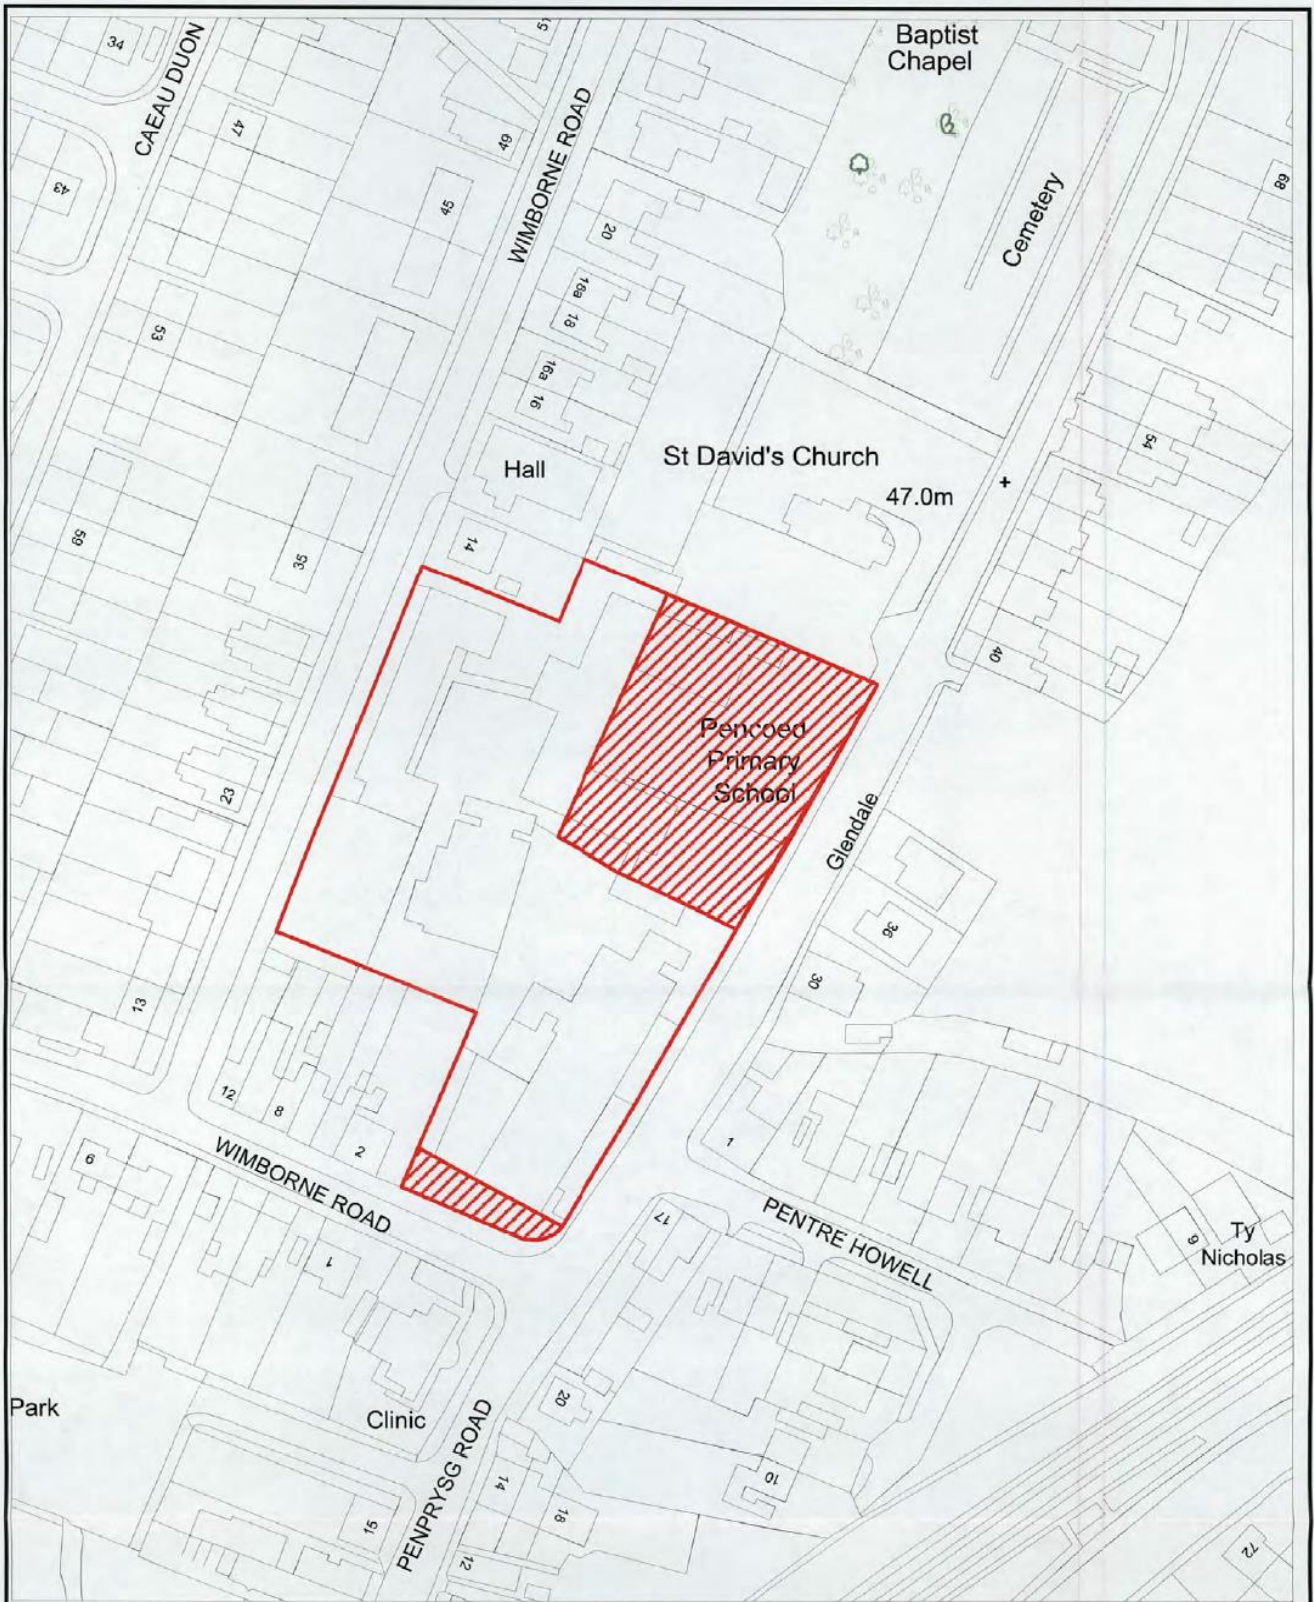 Baptist
Chapel
34
CAEAU DUON
51
47
49
WIMBORNE ROAD
43
45
Cemetery
68
20
18a
18
53
16a
16
54
Hall
St David's Church
47.0m
+
59
35
14
40
Pencoed
Primary
School
23
Glendale
36
30
13
12
8
2
1
6
WIMBORNE ROAD
17
PENTRE HOWELL
9
Ty
Nicholas
1
20
Park
Clinic
PENPRYSG ROAD
14
10
15
18
12
72